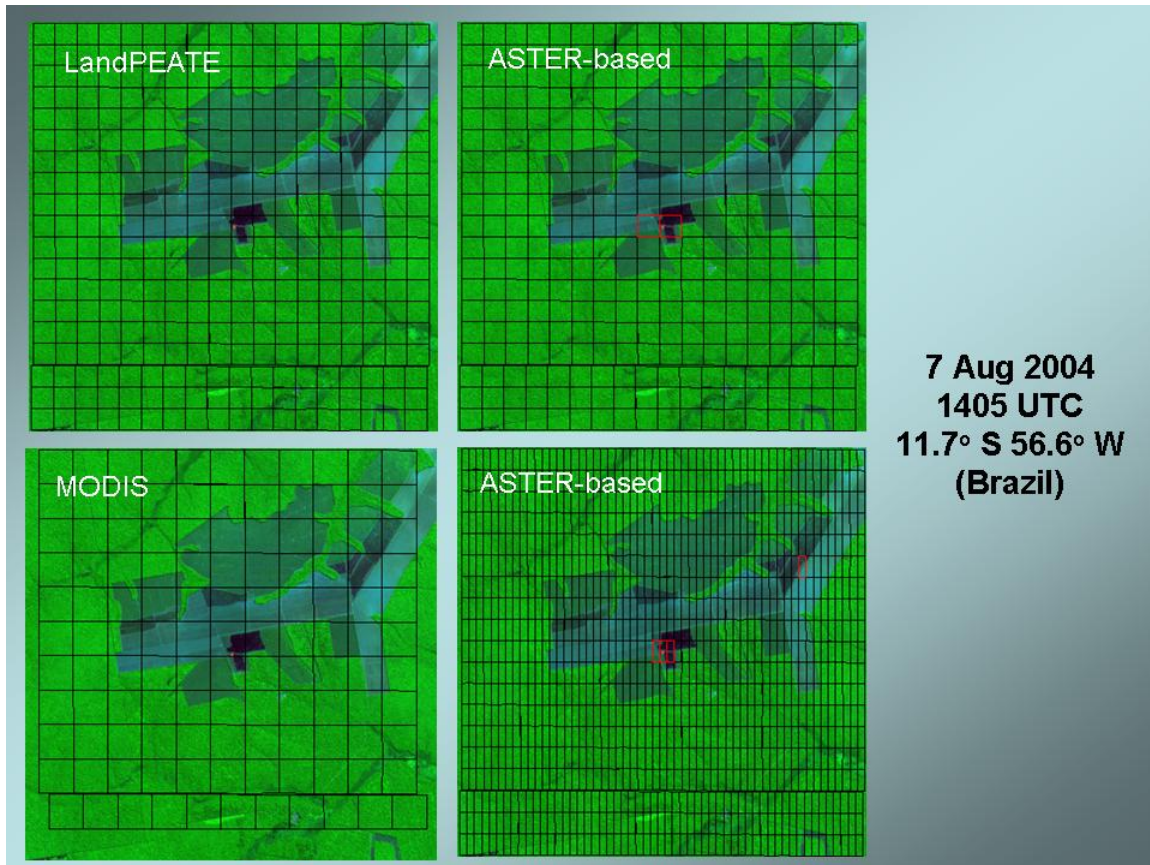 LandPEATE
ASTER-based
MODIS
ASTER-based
7 Aug 2004
1405 UTC
11.7° S 56.6° W
(Brazil)